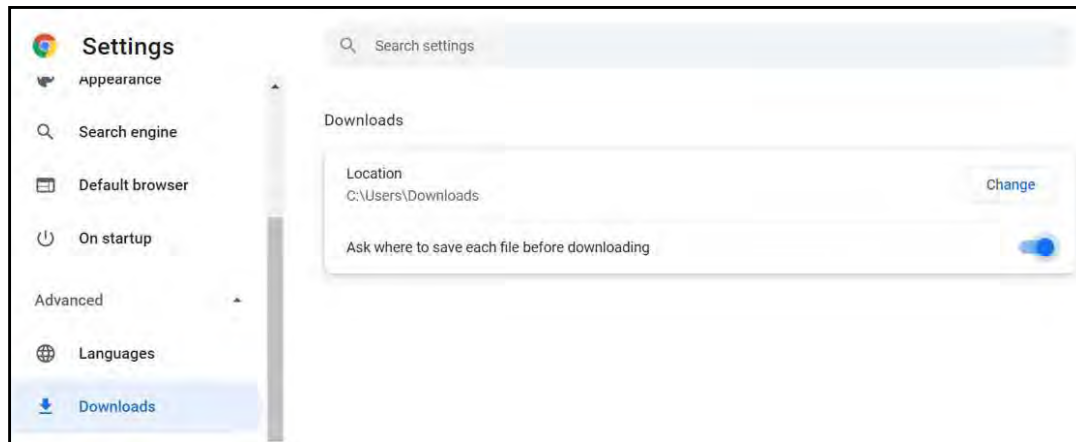 Settings
Search settings
Appearance
Search engine
Default browser
On startup
Advanced
Languages
Downloads
Downloads
Location
C:\Users\Downloads
Change
Ask where to save each file before downloading